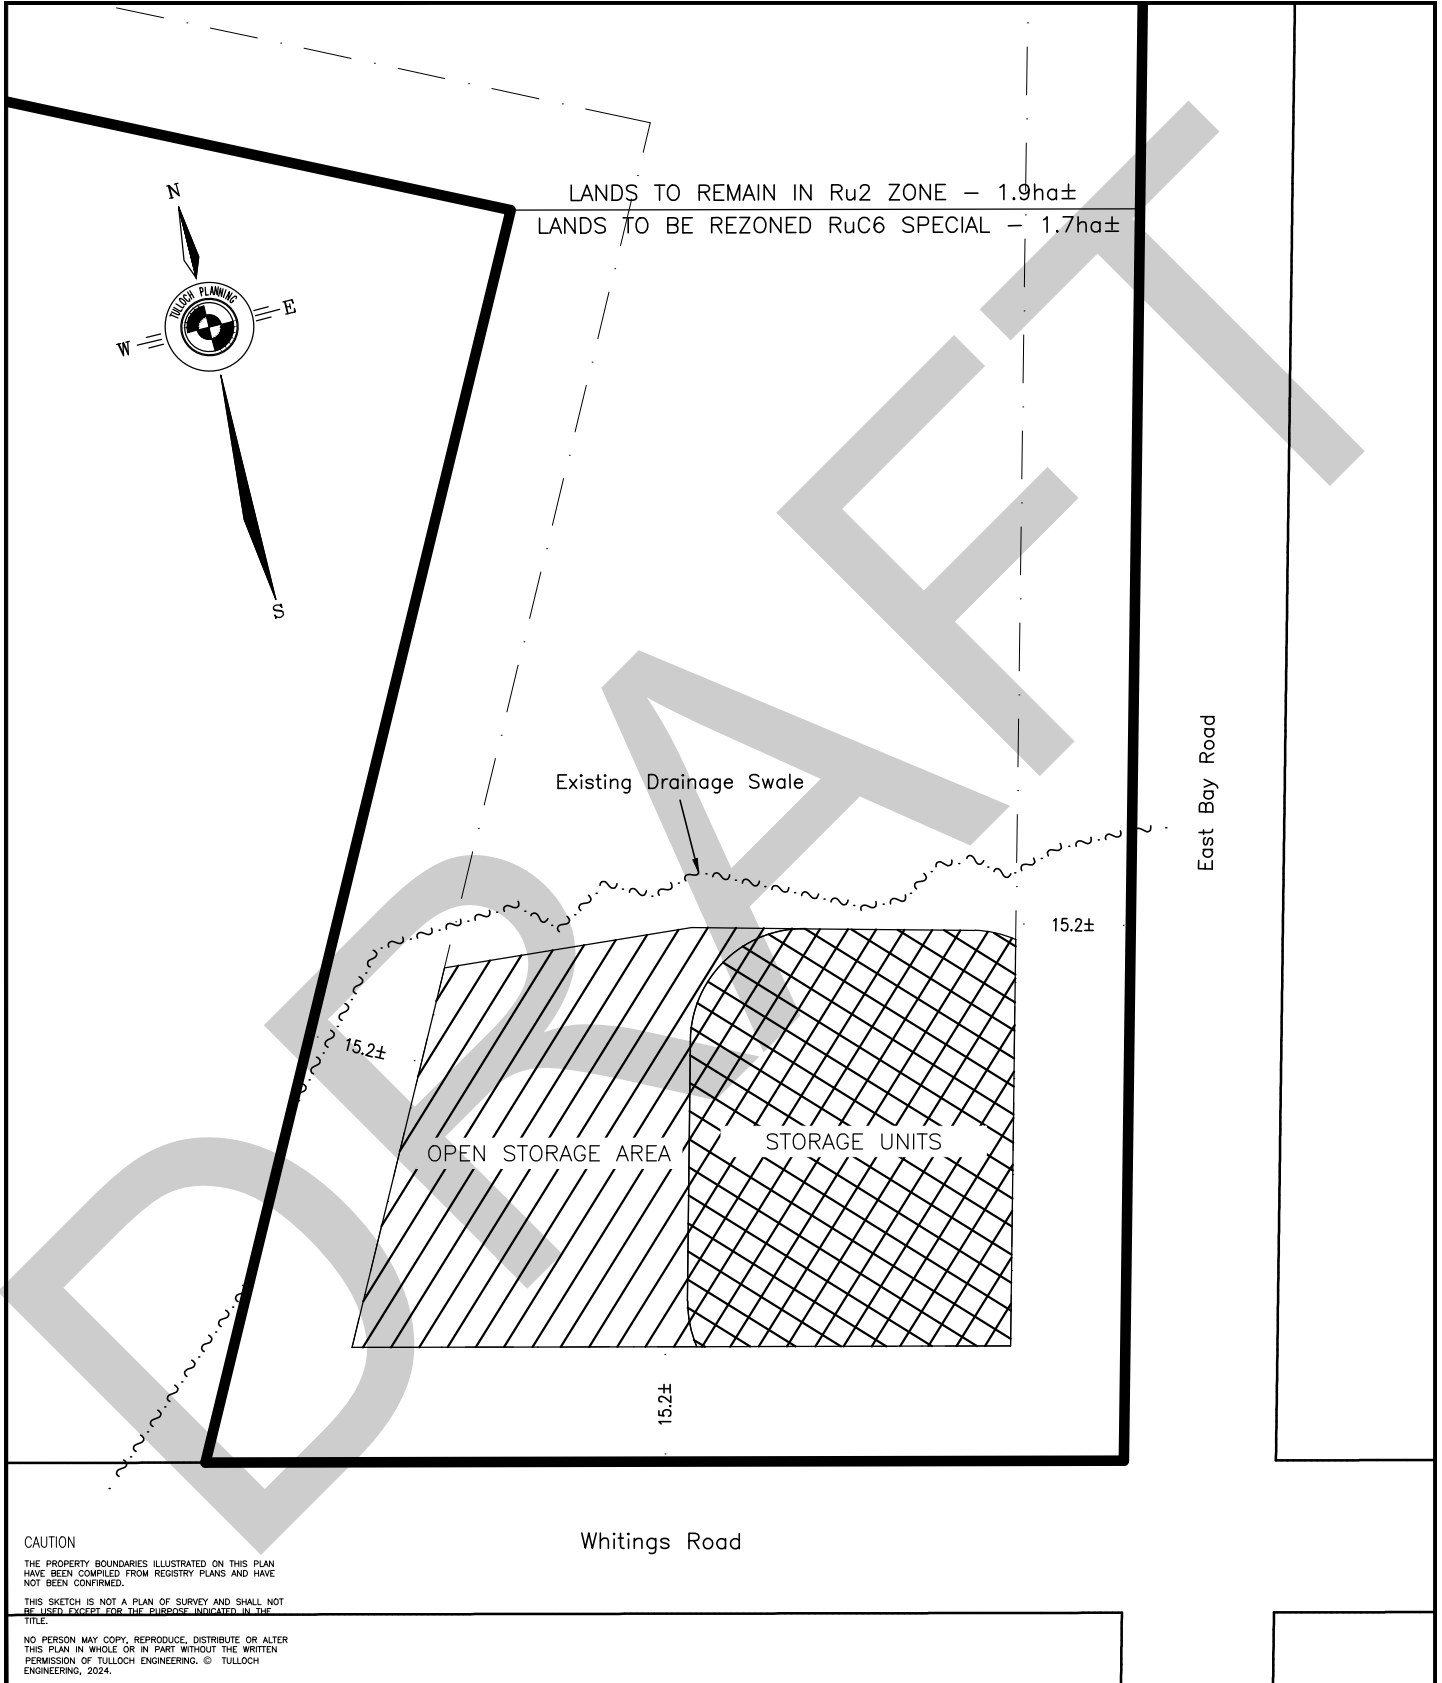 LANDS TO REMAIN IN Ru2 ZONE - 1.9ha±
LANDS TO BE REZONED RuC6 SPECIAL - 1.7ha±
N
TULLOCH PLANNING
E
W
S
DRAFT
Existing Drainage Swale
East Bay Road
15.2±
15.2±
OPEN STORAGE AREA
STORAGE UNITS
15.2±
Whitings Road
CAUTION
THE PROPERTY BOUNDARIES ILLUSTRATED ON THIS PLAN
HAVE BEEN COMPILED FROM REGISTRY PLANS AND HAVE
NOT BEEN CONFIRMED.
THIS SKETCH IS NOT A PLAN OF SURVEY AND SHALL NOT
BE USED EXCEPT FOR THE PURPOSE INDICATED IN THE
TITLE.
NO PERSON MAY COPY, REPRODUCE, DISTRIBUTE OR ALTER
THIS PLAN IN WHOLE OR IN PART WITHOUT THE WRITTEN
PERMISSION OF TULLOCH ENGINEERING. © TULLOCH
ENGINEERING, 2024.